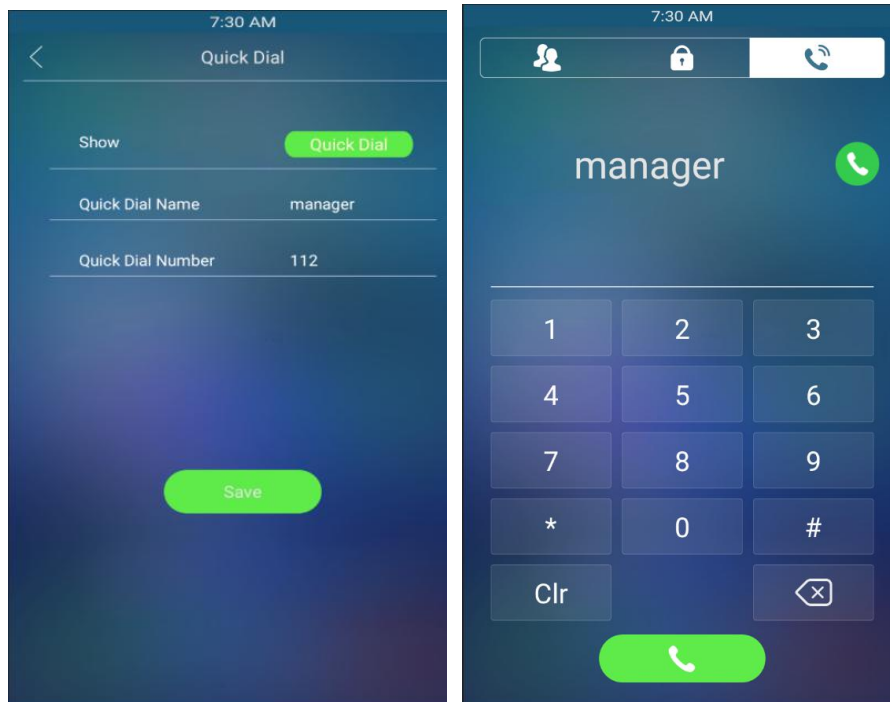 7:30 AM
Quick Dial
Show Quick Dial
Quick Dial Name manager
Quick Dial Number 112
Save
7:30 AM
manager
1 2 3
4 5 6
7 8 9
* 0 #
Clr